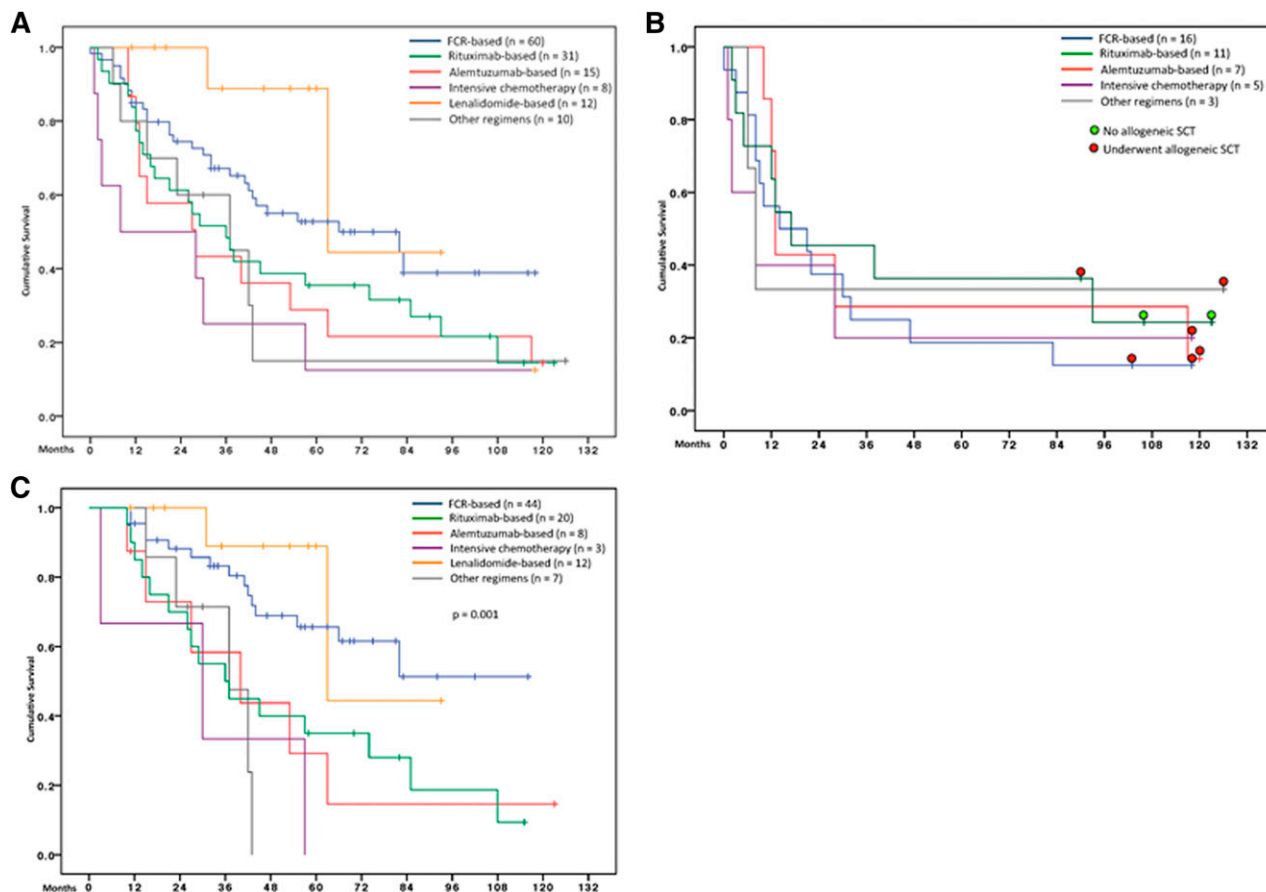 A
Cumulative Survival
1.0
0.8
0.6
0.4
0.2
0.0
FCR-based (n = 60)
Rituximab-based (n = 31)
Alemtuzumab-based (n = 15)
Intensive chemotherapy (n = 8)
Lenalidomide-based (n = 12)
Other regimens (n = 10)
Months 0 12 24 36 48 60 72 84 96 108 120 132
B
Cumulative Survival
1.0
0.8
0.6
0.4
0.2
0.0
FCR-based (n = 16)
Rituximab-based (n = 11)
Alemtuzumab-based (n = 7)
Intensive chemotherapy (n = 5)
Other regimens (n = 3)
No allogeneic SCT
Underwent allogeneic SCT
Months 0 12 24 36 48 60 72 84 96 108 120 132
C
Cumulative Survival
1.0
0.8
0.6
0.4
0.2
0.0
FCR-based (n = 44)
Rituximab-based (n = 20)
Alemtuzumab-based (n = 8)
Intensive chemotherapy (n = 3)
Lenalidomide-based (n = 12)
Other regimens (n = 7)
p = 0.001
Months 0 12 24 36 48 60 72 84 96 108 120 132